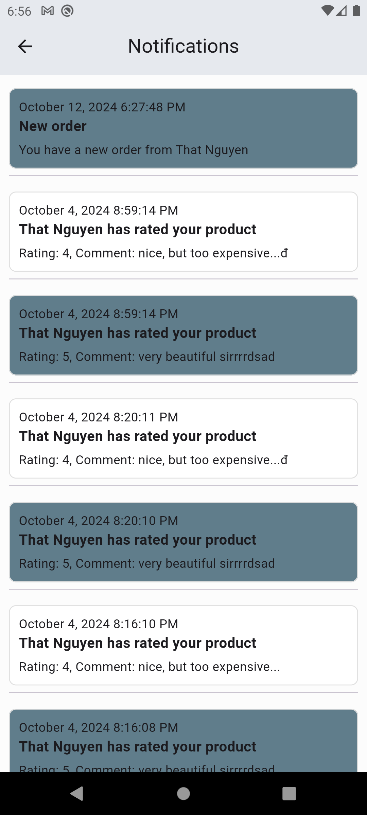 6:56
Notifications
October 12, 2024 6:27:48 PM
New order
You have a new order from That Nguyen
October 4, 2024 8:59:14 PM
That Nguyen has rated your product
Rating: 4, Comment: nice, but too expensive...đ
October 4, 2024 8:59:14 PM
That Nguyen has rated your product
Rating: 5, Comment: very beautiful sirrrrdsad
October 4, 2024 8:20:11 PM
That Nguyen has rated your product
Rating: 4, Comment: nice, but too expensive...đ
October 4, 2024 8:20:10 PM
That Nguyen has rated your product
Rating: 5, Comment: very beautiful sirrrrdsad
October 4, 2024 8:16:10 PM
That Nguyen has rated your product
Rating: 4, Comment: nice, but too expensive...
October 4, 2024 8:16:08 PM
That Nguyen has rated your product
Rating: 5, Comment: very beautiful sirrrrdsad